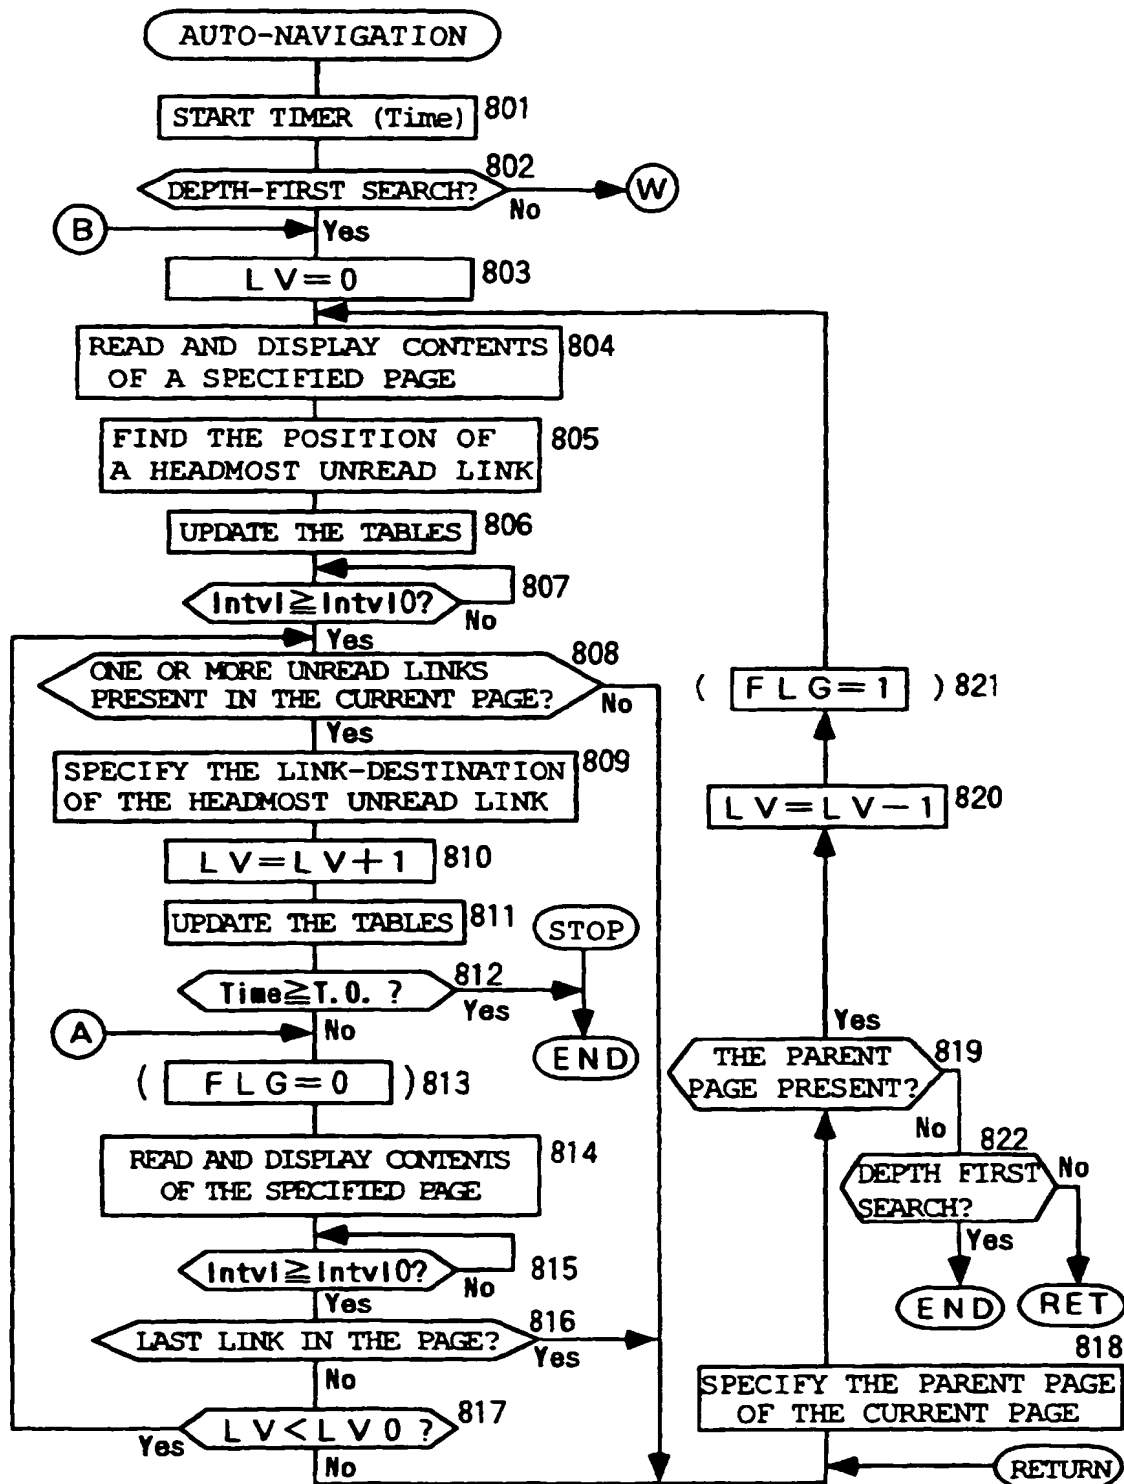 AUTO-NAVIGATION
START TIMER (Time)
801
802
DEPTH-FIRST SEARCH?
No
W
B
Yes
LV=0
803
READ AND DISPLAY CONTENTS
OF A SPECIFIED PAGE
804
FIND THE POSITION OF
A HEADMOST UNREAD LINK
805
UPDATE THE TABLES
806
Intvl≧Intvl0?
807
No
Yes
ONE OR MORE UNREAD LINKS
PRESENT IN THE CURRENT PAGE?
808
No
Yes
SPECIFY THE LINK-DESTINATION
OF THE HEADMOST UNREAD LINK
809
LV=LV+1
810
UPDATE THE TABLES
811
STOP
Time≧T.O. ?
812
Yes
END
A
No
( FLG=0 )
813
READ AND DISPLAY CONTENTS
OF THE SPECIFIED PAGE
814
Intvl≧Intvl0?
815
No
Yes
LAST LINK IN THE PAGE?
816
Yes
No
LV<LV0 ?
817
Yes
No
( FLG=1 )
821
LV=LV-1
820
Yes
THE PARENT
PAGE PRESENT?
819
No
822
DEPTH FIRST
SEARCH?
No
Yes
END
RET
818
SPECIFY THE PARENT PAGE
OF THE CURRENT PAGE
RETURN